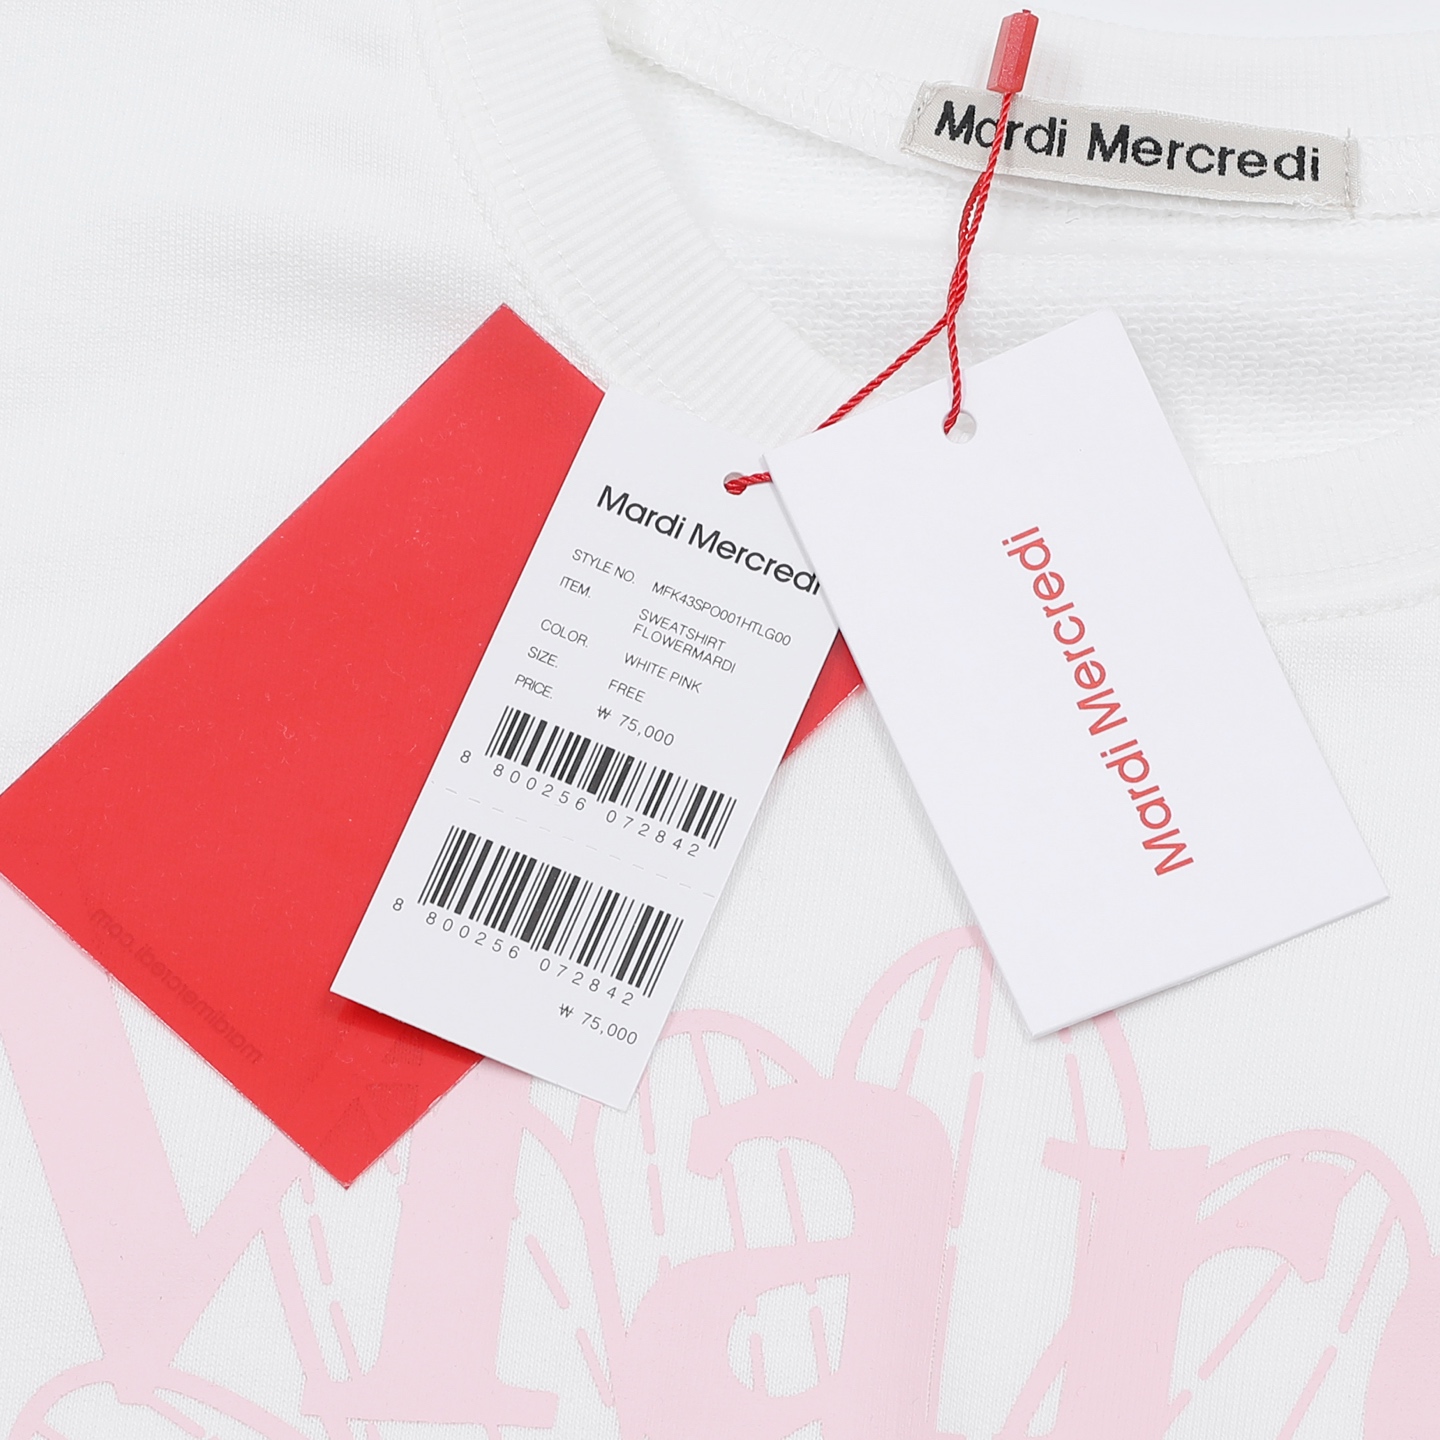 Mardi Mercredi
Mardi Mercredi
STYLE NO. MFK43SPO001HTLG00
ITEM. SWEATSHIRT
FLOWERMARDI
COLOR. WHITE PINK
SIZE. FREE
PRICE. ₩ 75,000
8 800256 072842
8 800256 072842
₩ 75,000
Mardi Mercredi
mardimercredi.com
Mar